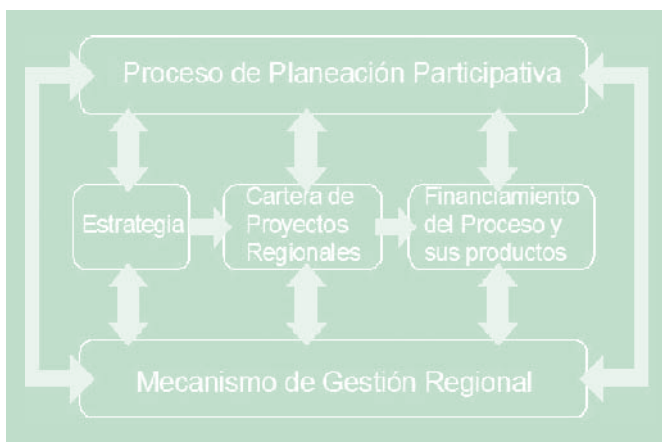 Proceso de Planeación Participativa
Estrategia
Cartera de
Proyectos
Regionales
Financiamiento
del Proceso y
sus productos
Mecanismo de Gestión Regional